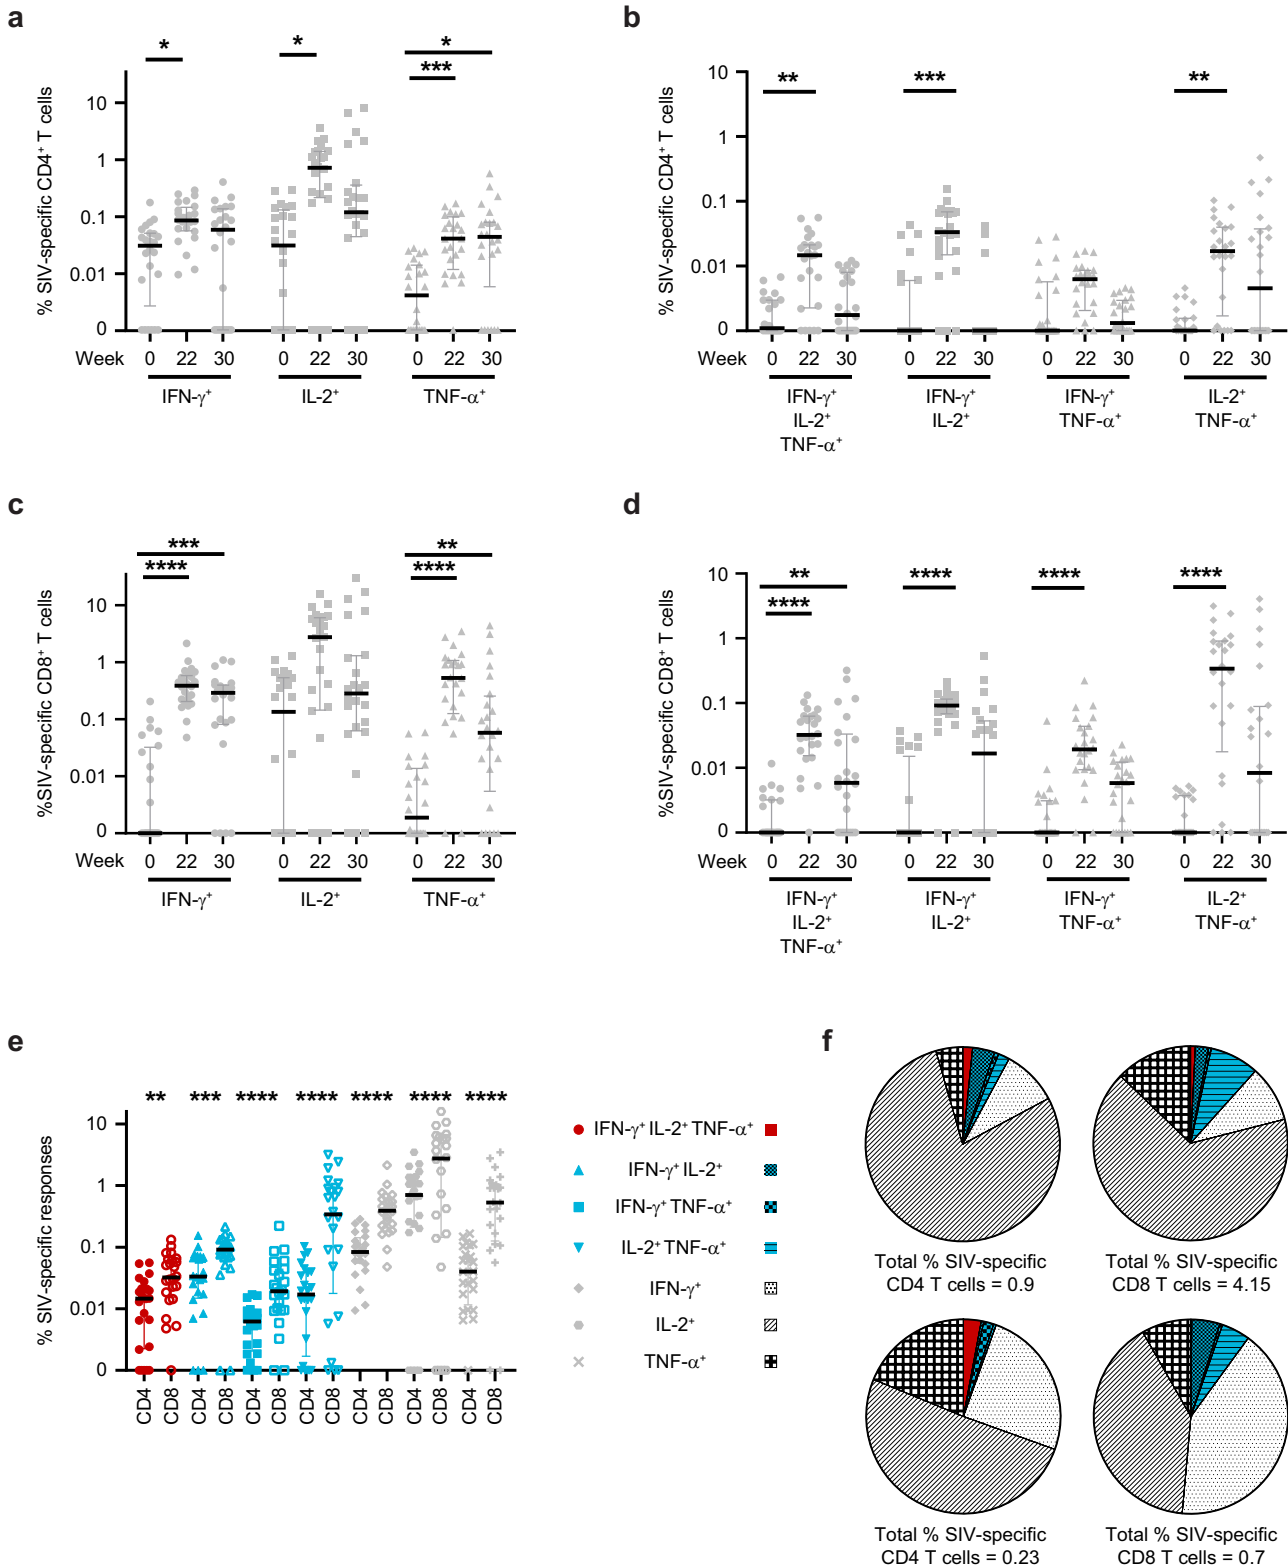 a
* * * ***
% SIV-specific CD4⁺ T cells
10
1
0.1
0.01
0
Week 0 22 30 0 22 30 0 22 30
IFN-γ⁺ IL-2⁺ TNF-α⁺
b
** *** **
% SIV-specific CD4⁺ T cells
10
1
0.1
0.01
0
Week 0 22 30 0 22 30 0 22 30 0 22 30
IFN-γ⁺ IFN-γ⁺ IFN-γ⁺ IL-2⁺
IL-2⁺ IL-2⁺ TNF-α⁺ TNF-α⁺
TNF-α⁺
c
*** **
**** ****
%SIV-specific CD8⁺ T cells
10
1
0.1
0.01
0
Week 0 22 30 0 22 30 0 22 30
IFN-γ⁺ IL-2⁺ TNF-α⁺
d
** **** **** ****
****
%SIV-specific CD8⁺ T cells
10
1
0.1
0.01
0
Week 0 22 30 0 22 30 0 22 30 0 22 30
IFN-γ⁺ IFN-γ⁺ IFN-γ⁺ IL-2⁺
IL-2⁺ IL-2⁺ TNF-α⁺ TNF-α⁺
TNF-α⁺
e
** *** **** **** **** **** ****
% SIV-specific responses
10
1
0.1
0.01
0
CD4 CD8 CD4 CD8 CD4 CD8 CD4 CD8 CD4 CD8 CD4 CD8 CD4 CD8
IFN-γ⁺ IL-2⁺ TNF-α⁺
IFN-γ⁺ IL-2⁺
IFN-γ⁺ TNF-α⁺
IL-2⁺ TNF-α⁺
IFN-γ⁺
IL-2⁺
TNF-α⁺
f
Total % SIV-specific
CD4 T cells = 0.9
Total % SIV-specific
CD8 T cells = 4.15
Total % SIV-specific
CD4 T cells = 0.23
Total % SIV-specific
CD8 T cells = 0.7